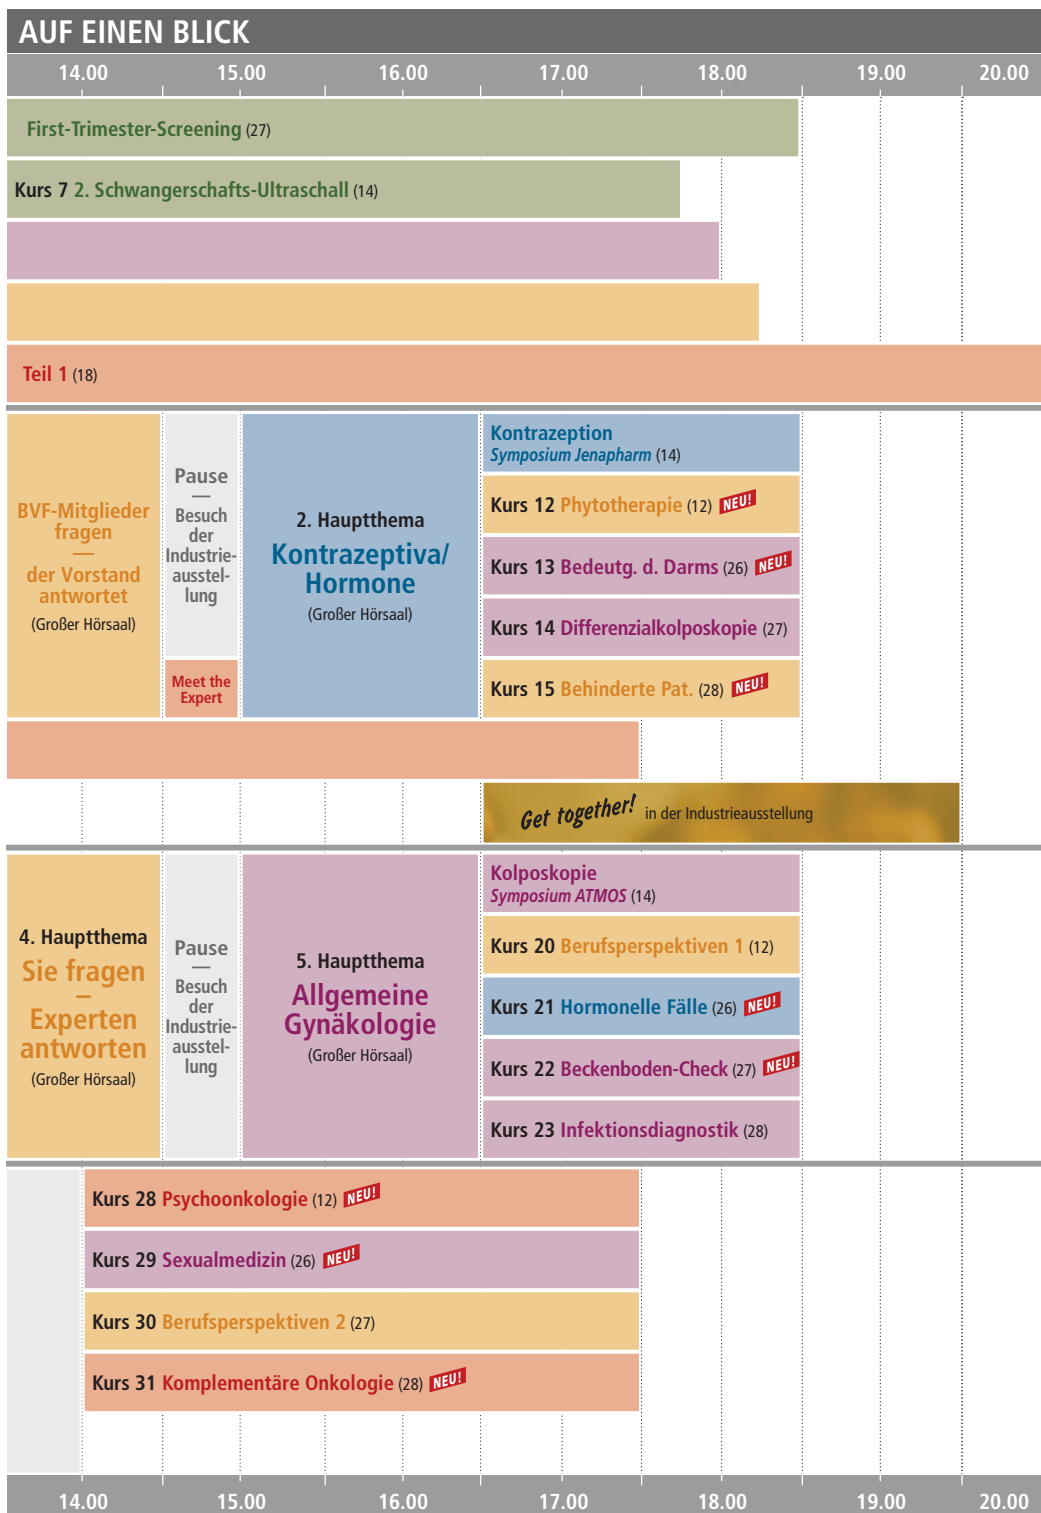 AUF EINEN BLICK
14.00 15.00 16.00 17.00 18.00 19.00 20.00
First-Trimester-Screening (27)
Kurs 7 2. Schwangerschafts-Ultraschall (14)
Teil 1 (18)
BVF-Mitglieder
fragen
—
der Vorstand
antwortet
(Großer Hörsaal)
Pause
—
Besuch
der
Industrie-
ausstel-
lung
Meet the
Expert
2. Hauptthema
Kontrazeptiva/
Hormone
(Großer Hörsaal)
Kontrazeption
Symposium Jenapharm (14)
Kurs 12 Phytotherapie (12) NEU!
Kurs 13 Bedeutg. d. Darms (26) NEU!
Kurs 14 Differenzialkolposkopie (27)
Kurs 15 Behinderte Pat. (28) NEU!
Get together! in der Industrieausstellung
4. Hauptthema
Sie fragen
–
Experten
antworten
(Großer Hörsaal)
Pause
—
Besuch
der
Industrie-
ausstel-
lung
5. Hauptthema
Allgemeine
Gynäkologie
(Großer Hörsaal)
Kolposkopie
Symposium ATMOS (14)
Kurs 20 Berufsperspektiven 1 (12)
Kurs 21 Hormonelle Fälle (26) NEU!
Kurs 22 Beckenboden-Check (27) NEU!
Kurs 23 Infektionsdiagnostik (28)
Kurs 28 Psychoonkologie (12) NEU!
Kurs 29 Sexualmedizin (26) NEU!
Kurs 30 Berufsperspektiven 2 (27)
Kurs 31 Komplementäre Onkologie (28) NEU!
14.00 15.00 16.00 17.00 18.00 19.00 20.00